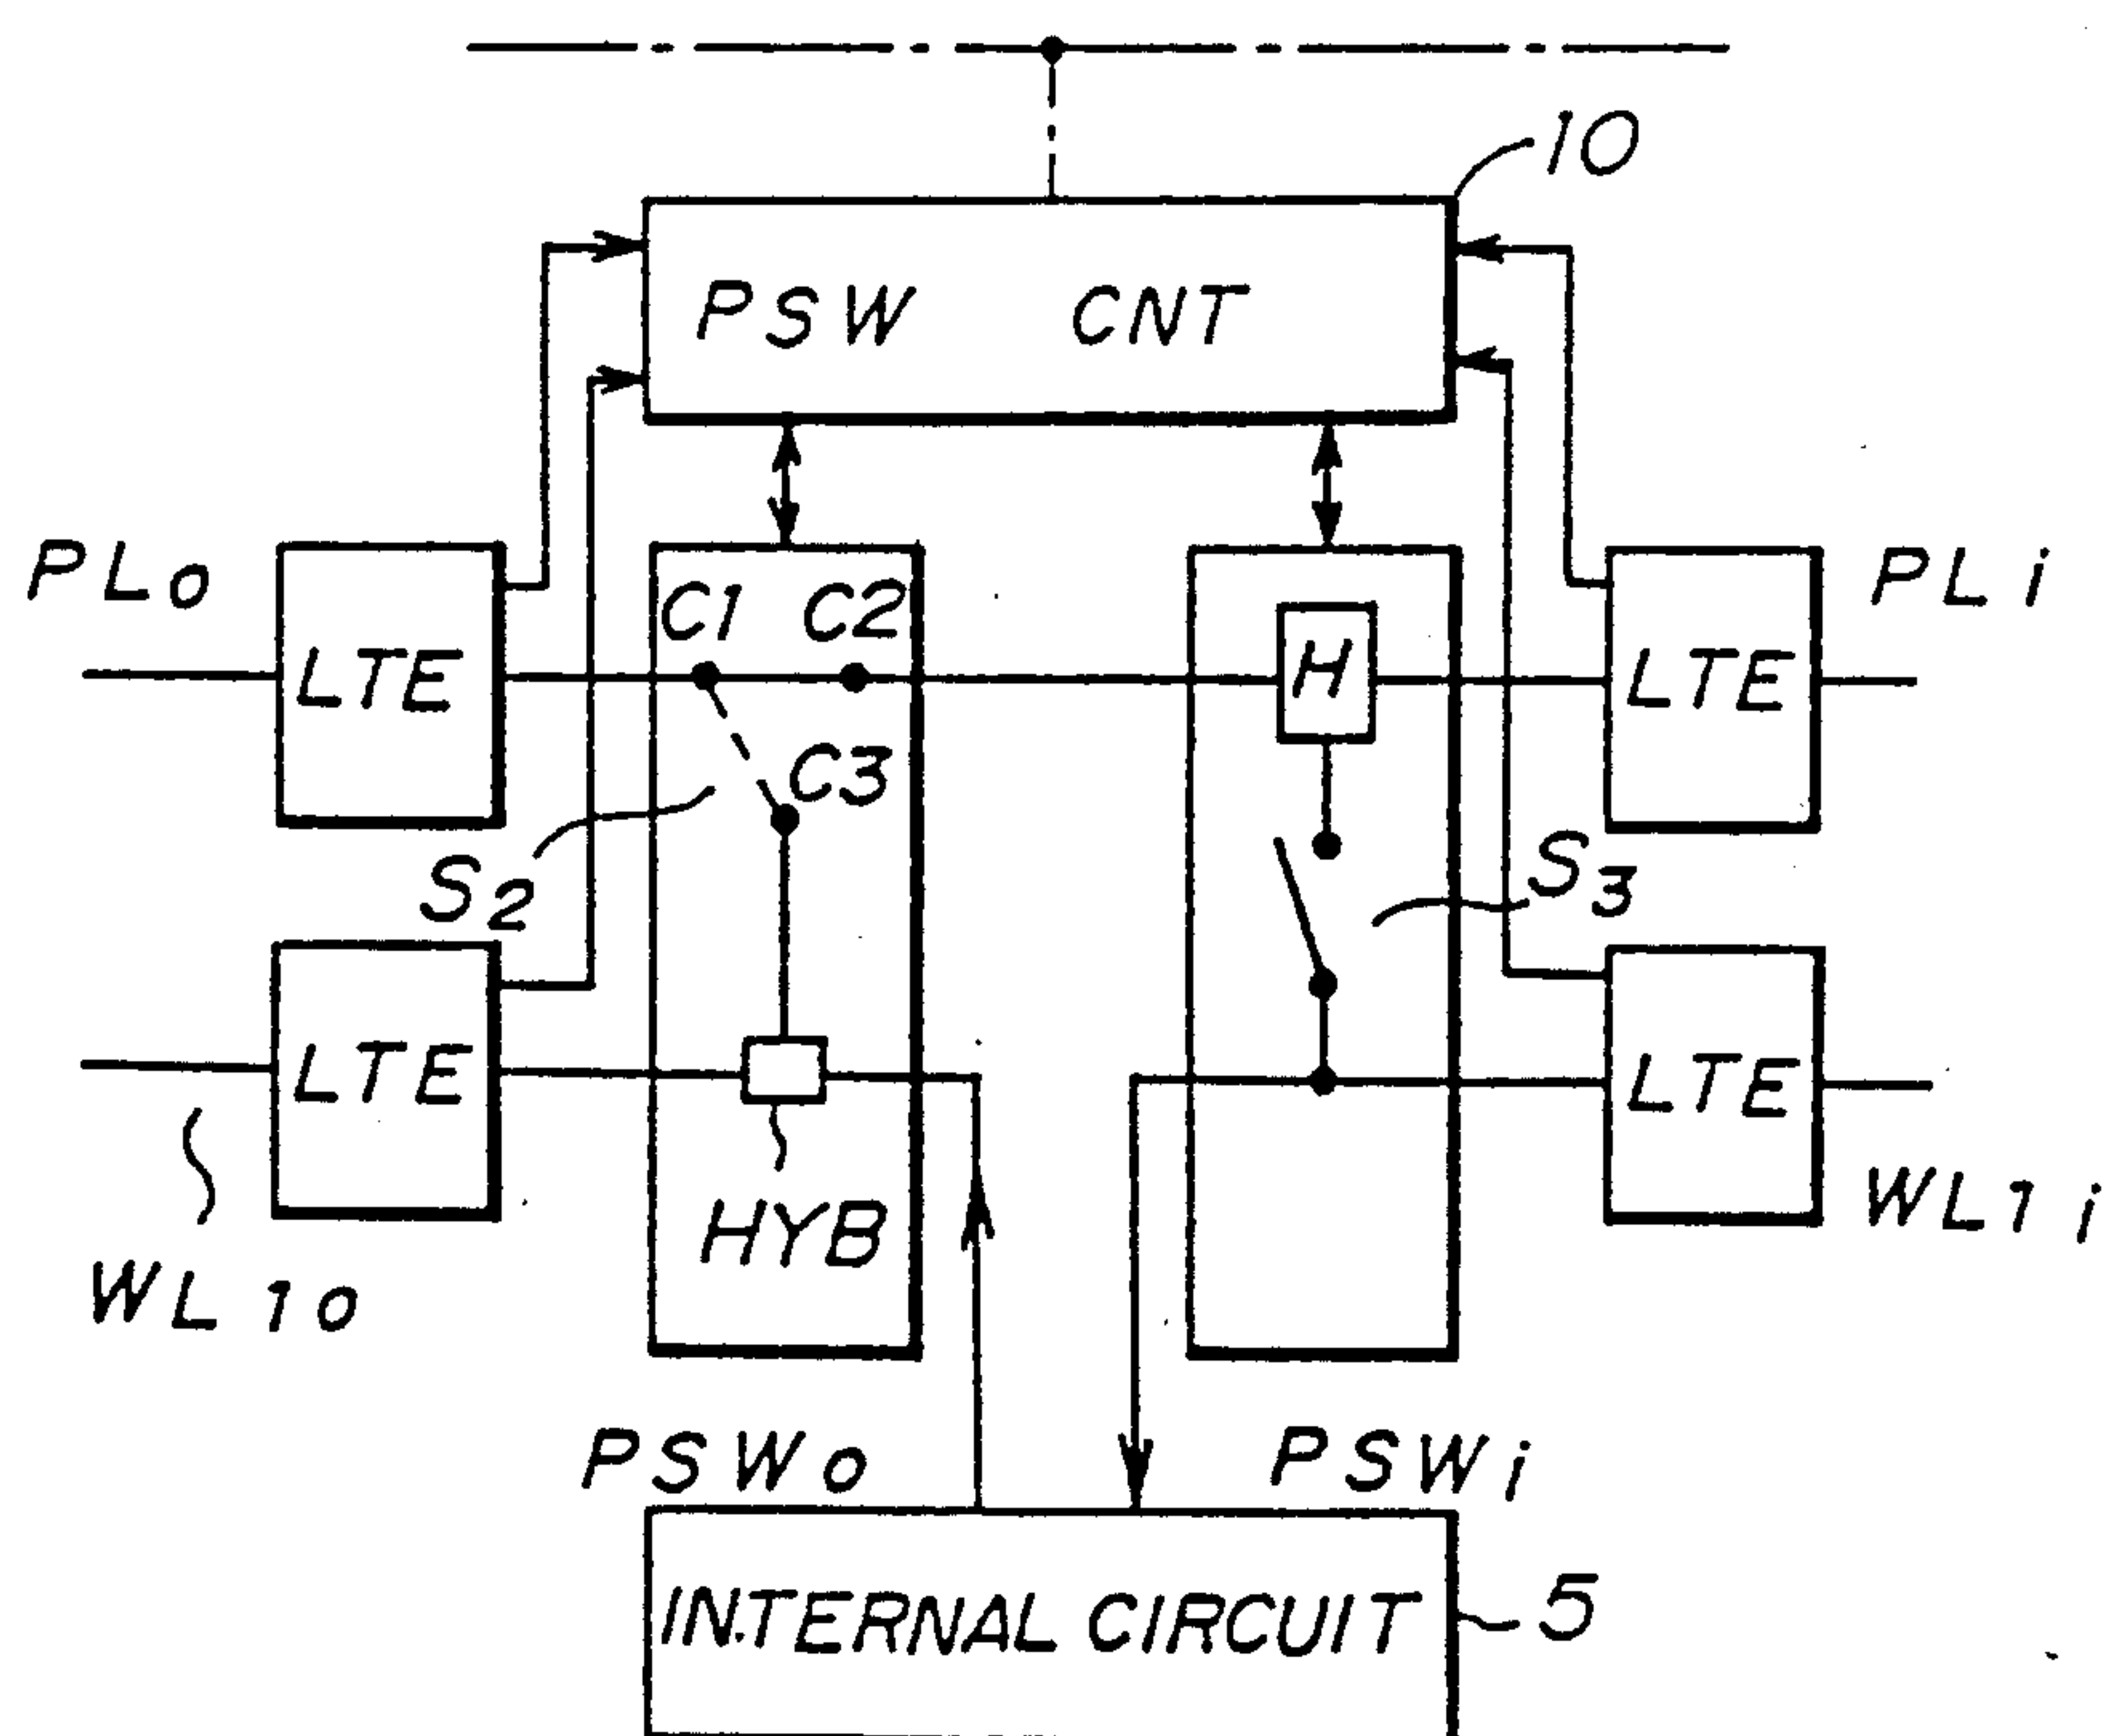 10
PSW CNT
PLo
PLi
C1 C2
LTE
H
LTE
C3
S2
S3
LTE
LTE
HYB
WL1i
WL1o
PSWo
PSWi
INTERNAL CIRCUIT
5